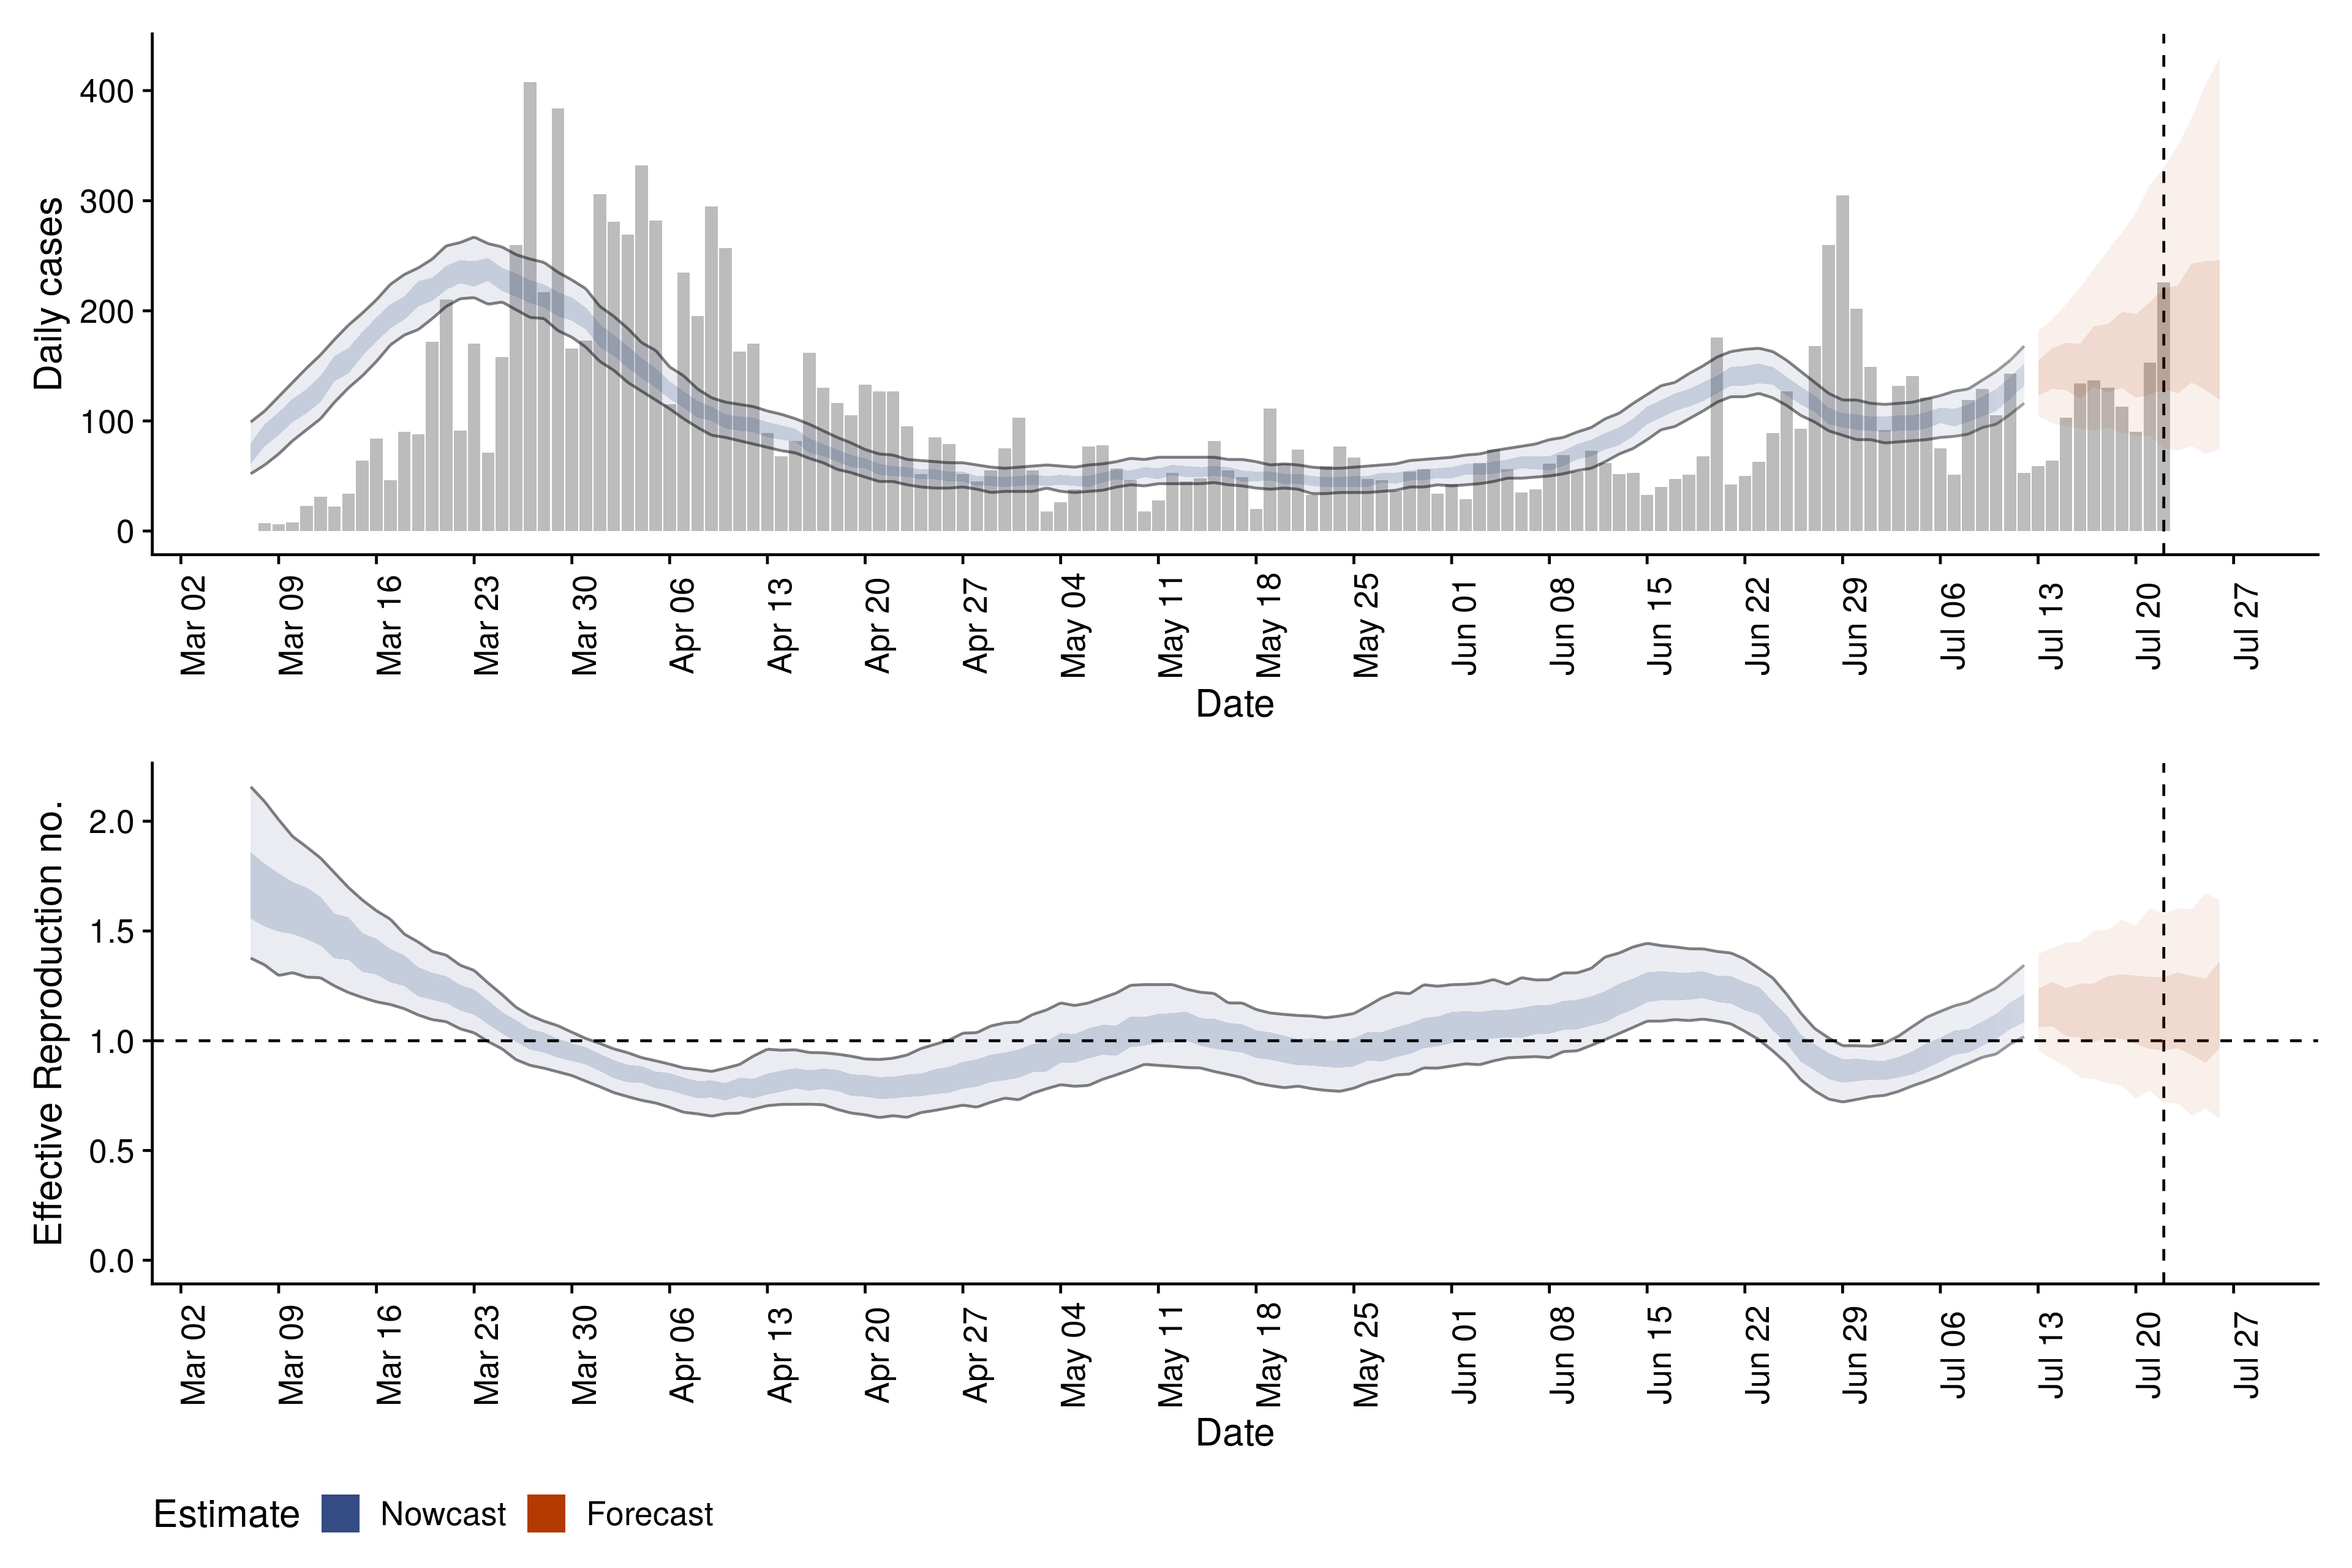 Daily cases
400
300
200
100
0
Mar 02 Mar 09 Mar 16 Mar 23 Mar 30 Apr 06 Apr 13 Apr 20 Apr 27 May 04 May 11 May 18 May 25 Jun 01 Jun 08 Jun 15 Jun 22 Jun 29 Jul 06 Jul 13 Jul 20 Jul 27
Date
Effective Reproduction no.
2.0
1.5
1.0
0.5
0.0
Mar 02 Mar 09 Mar 16 Mar 23 Mar 30 Apr 06 Apr 13 Apr 20 Apr 27 May 04 May 11 May 18 May 25 Jun 01 Jun 08 Jun 15 Jun 22 Jun 29 Jul 06 Jul 13 Jul 20 Jul 27
Date
Estimate Nowcast Forecast